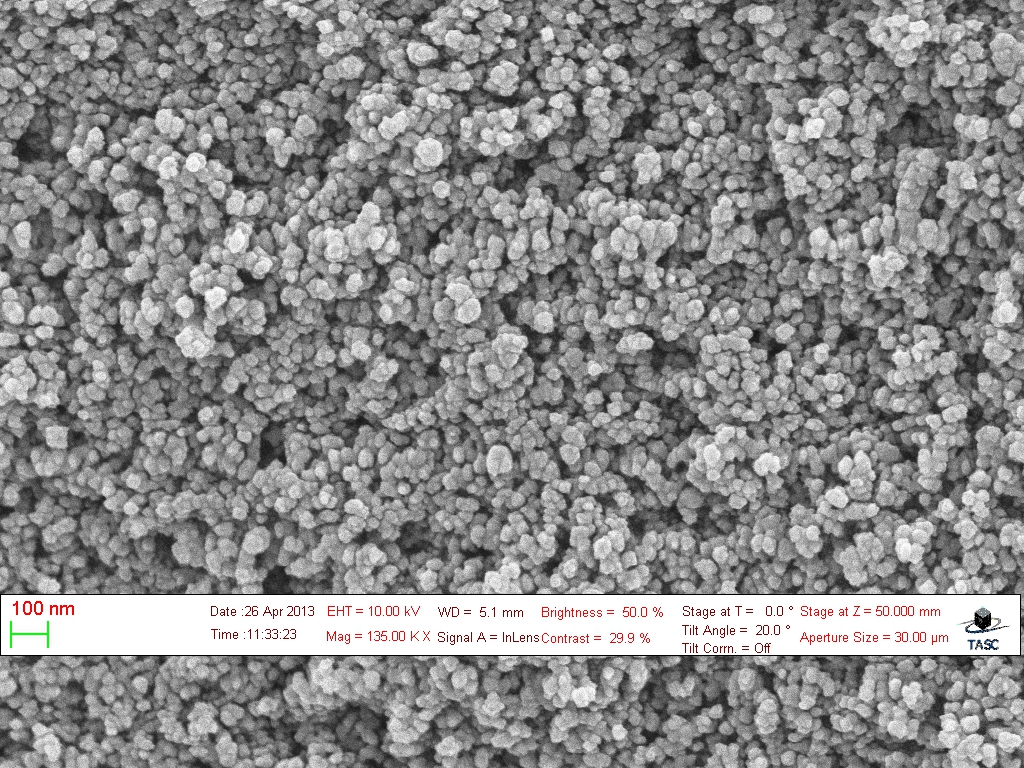 100 nm
Date :26 Apr 2013 EHT = 10.00 kV WD = 5.1 mm Brightness = 50.0 % Stage at T = 0.0 ° Stage at Z = 50.000 mm
Time :11:33:23 Mag = 135.00 K X Signal A = InLens Contrast = 29.9 % Tilt Angle = 20.0 ° Aperture Size = 30.00 µm
Tilt Corrn. = Off
TASC